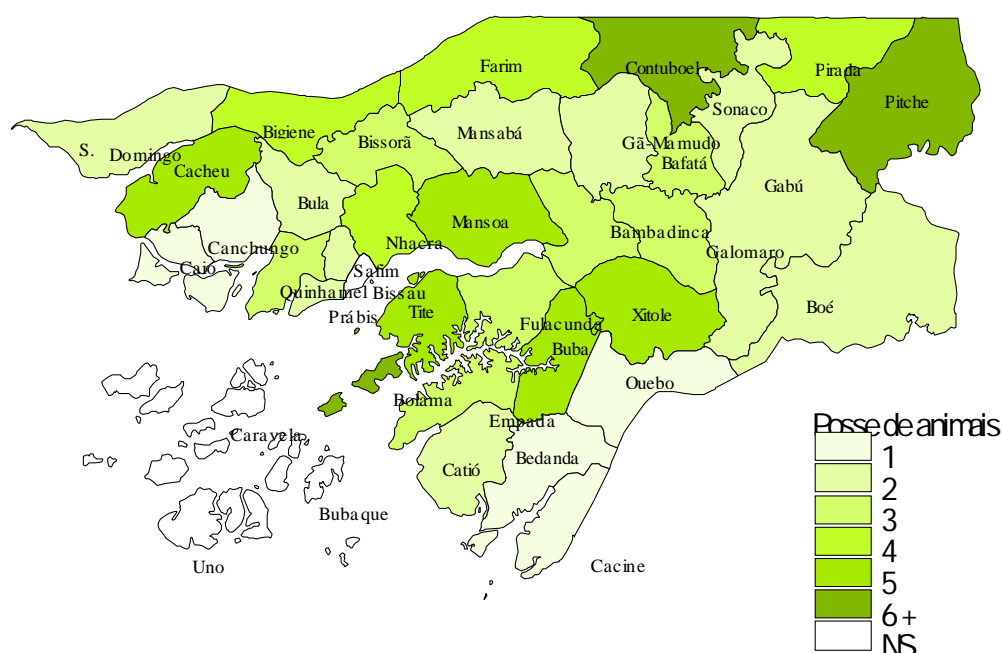 Farim
Contuboel
Pirada
Pitche
Sonaco
Mansabá
Bigiene
Bissorã
Gã-Mamudo
S. Domingo
Bafatá
Cacheu
Gabú
Bula
Mansoa
Bambadinca
Nhacra
Canchungo
Galomaro
Caió
Safim
Quinhamel
Bissau
Boé
Prábis
Tite
Xitole
Fulacunda
Buba
Quebo
Bolama
Posse de animais
Empada
Caravela
1
Bedanda
Catió
2
3
Bubaque
4
Uno
Cacine
5
6+
NS